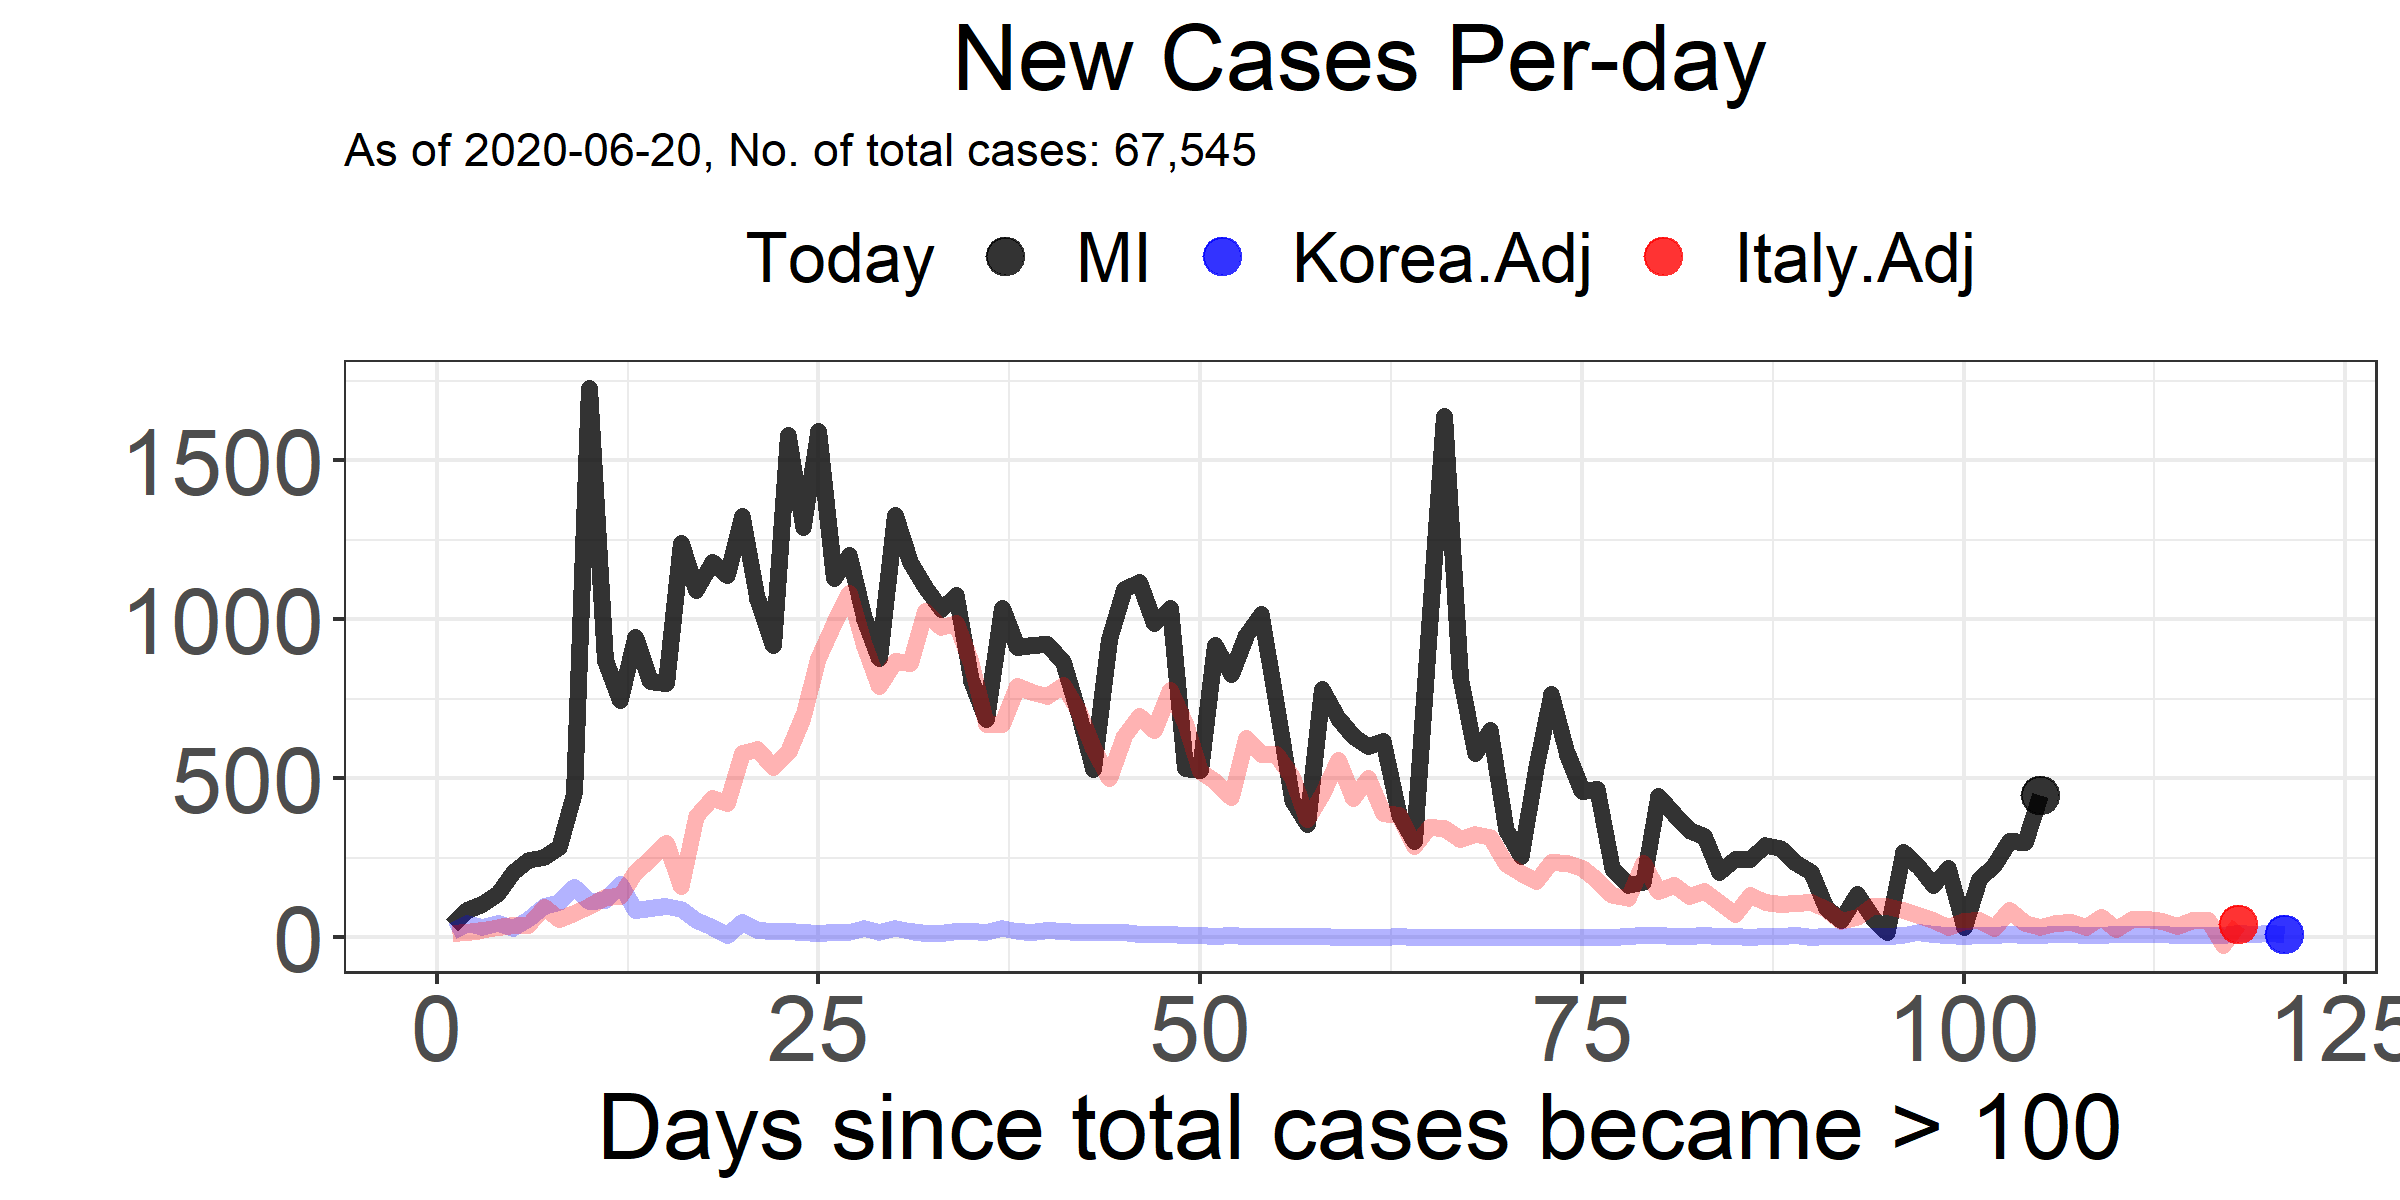 New Cases Per-day
As of 2020-06-20, No. of total cases: 67,545
Today MI Korea.Adj Italy.Adj
1500
1000
500
0
0 25 50 75 100 125
Days since total cases became > 100